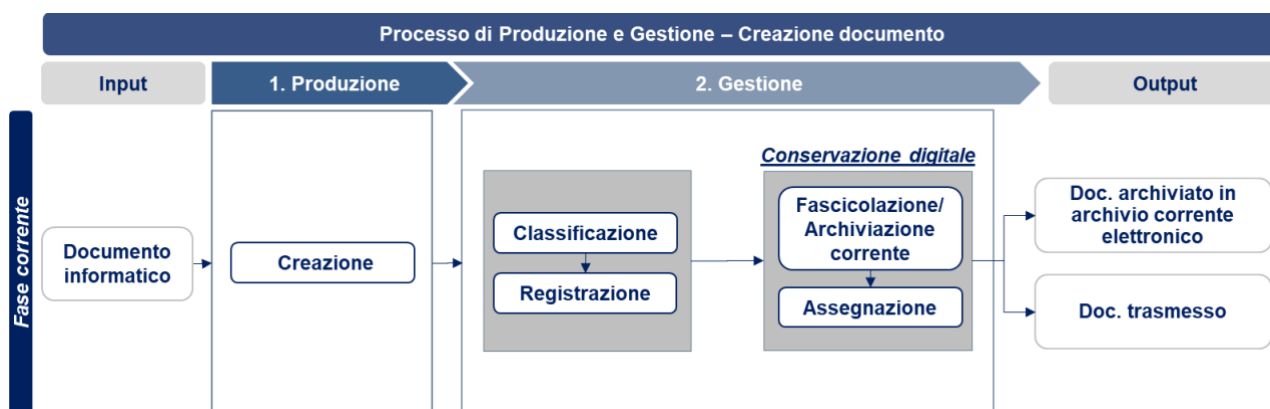 Processo di Produzione e Gestione – Creazione documento
Input
1. Produzione
2. Gestione
Output
Fase corrente
Documento
informatico
Creazione
Classificazione
Registrazione
Conservazione digitale
Fascicolazione/
Archiviazione
corrente
Assegnazione
Doc. archiviato in
archivio corrente
elettronico
Doc. trasmesso